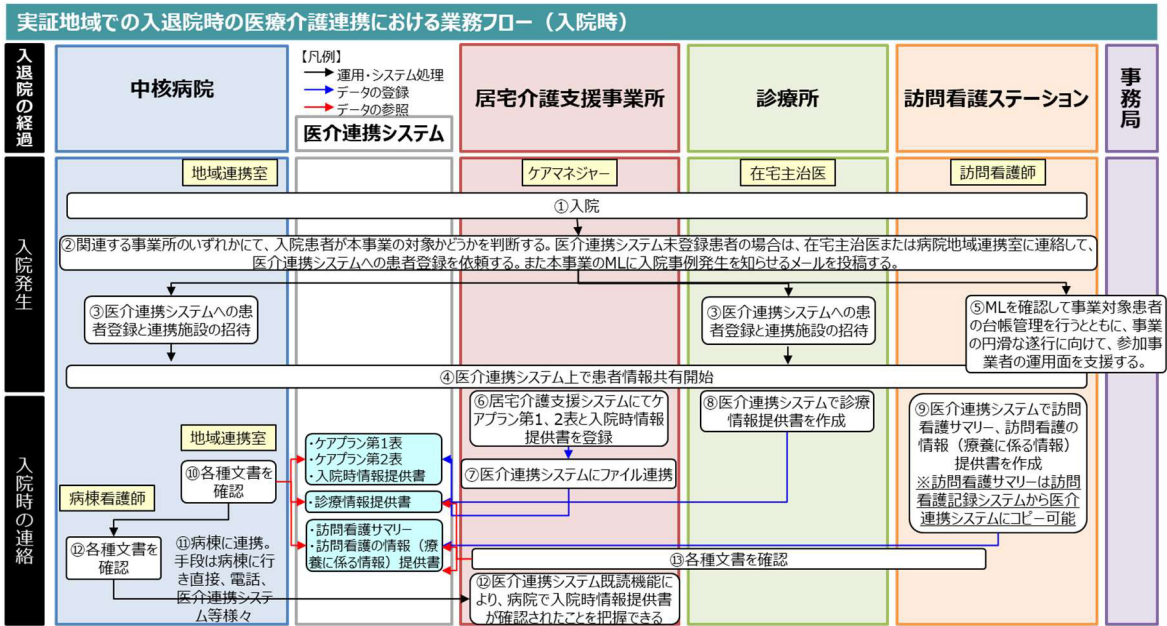 実証地域での入退院時の医療介護連携における業務フロー（入院時）
入退院の経過
中核病院
【凡例】
運用・システム処理
データの登録
データの参照
医介連携システム
居宅介護支援事業所
診療所
訪問看護ステーション
事務局
入院発生
地域連携室
ケアマネジャー
在宅主治医
訪問看護師
①入院
②関連する事業所のいずれかにて、入院患者が本事業の対象かどうかを判断する。医介連携システム未登録患者の場合は、在宅主治医または病院地域連携室に連絡して、
医介連携システムへの患者登録を依頼する。また本事業のMLに入院事例発生を知らせるメールを投稿する。
③医介連携システムへの患
者登録と連携施設の招待
③医介連携システムへの患
者登録と連携施設の招待
⑤MLを確認して事業対象患者
の台帳管理を行うとともに、事業
の円滑な遂行に向けて、参加事
業者の運用面を支援する。
④医介連携システム上で患者情報共有開始
入院時の連絡
⑥居宅介護支援システムにてケ
アプラン第1、2表と入院時情報
提供書を登録
⑧医介連携システムで診療
情報提供書を作成
⑨医介連携システムで訪問
看護サマリー、訪問看護の
情報（療養に係る情報）
提供書を作成
※訪問看護サマリーは訪問
看護記録システムから医介
連携システムにコピー可能
地域連携室
・ケアプラン第1表
・ケアプラン第2表
・入院時情報提供書
⑦医介連携システムにファイル連携
⑩各種文書を
確認
・診療情報提供書
病棟看護師
・訪問看護サマリー
・訪問看護の情報（療
養に係る情報）提供書
⑫各種文書を
確認
⑪病棟に連携。
手段は病棟に行
き直接、電話、
医介連携システ
ム等様々
⑬各種文書を確認
⑫医介連携システム既読機能に
より、病院で入院時情報提供書
が確認されたことを把握できる